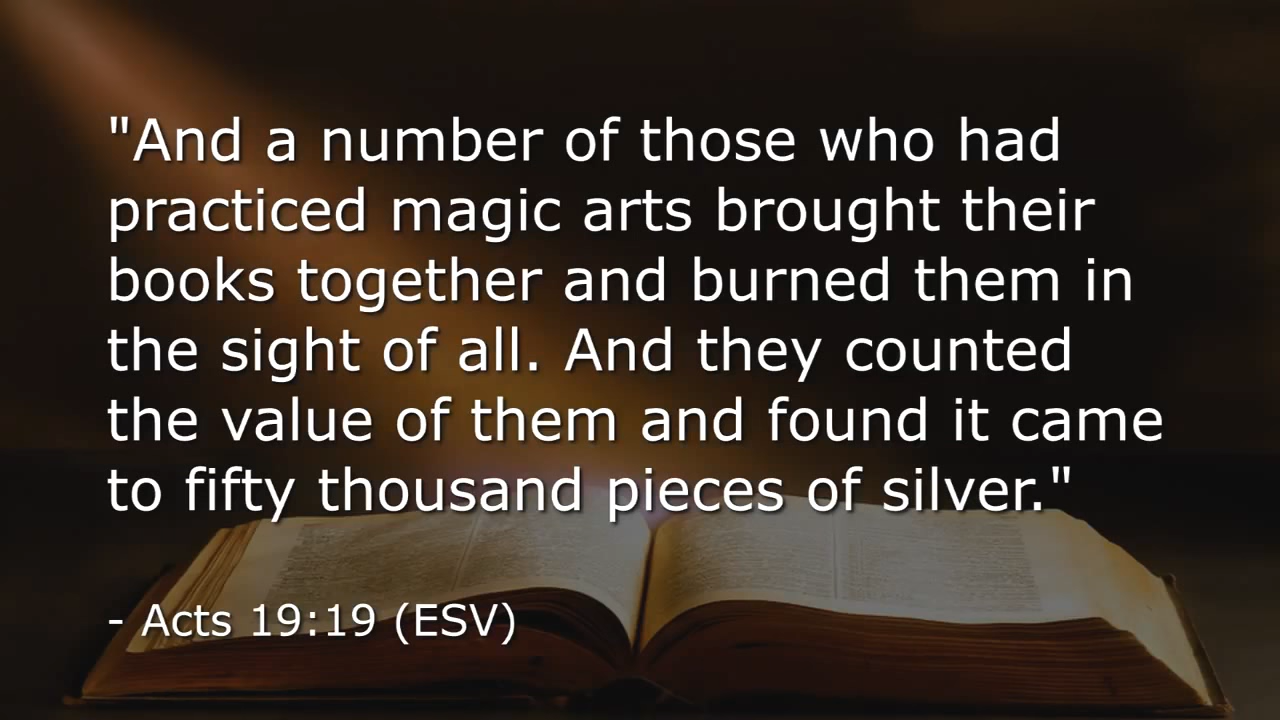 "And a number of those who had
practiced magic arts brought their
books together and burned them in
the sight of all. And they counted
the value of them and found it came
to fifty thousand pieces of silver."
- Acts 19:19 (ESV)